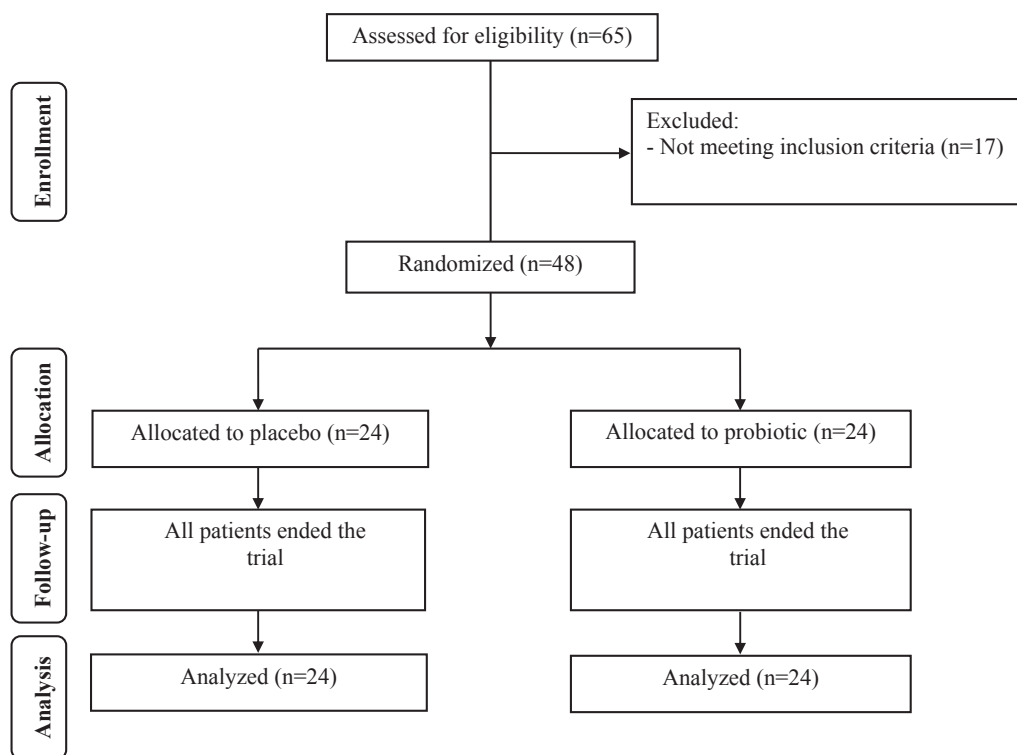 Assessed for eligibility (n=65)
Enrollment
Excluded:
- Not meeting inclusion criteria (n=17)
Randomized (n=48)
Allocation
Allocated to placebo (n=24)
Allocated to probiotic (n=24)
Follow-up
All patients ended the
trial
All patients ended the
trial
Analysis
Analyzed (n=24)
Analyzed (n=24)